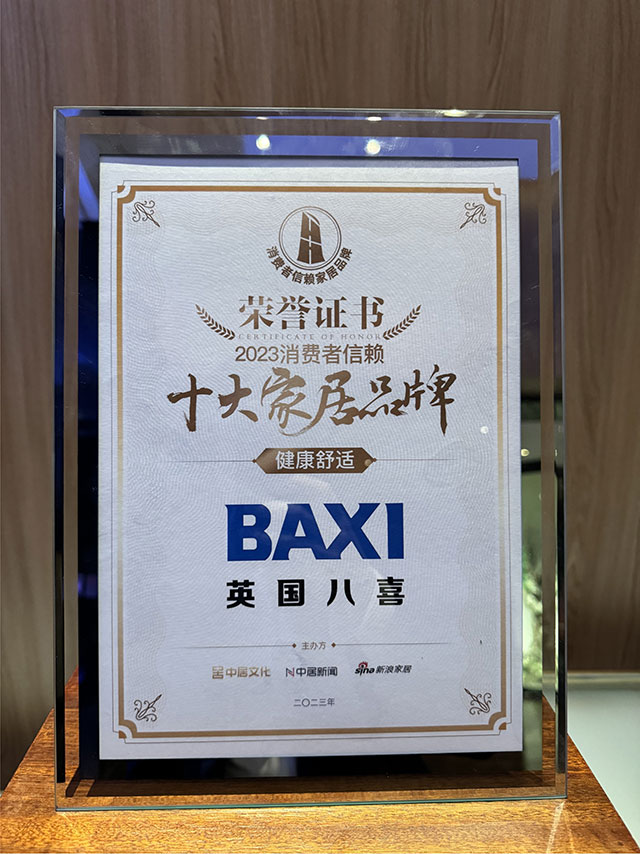 消费者信赖家居品牌
荣誉证书
CERTIFICATE OF HONOR
2023消费者信赖
十大家居品牌
健康舒适
BAXI
英国八喜
主办方
中居文化 中居新闻 sina新浪家居
二〇二三年